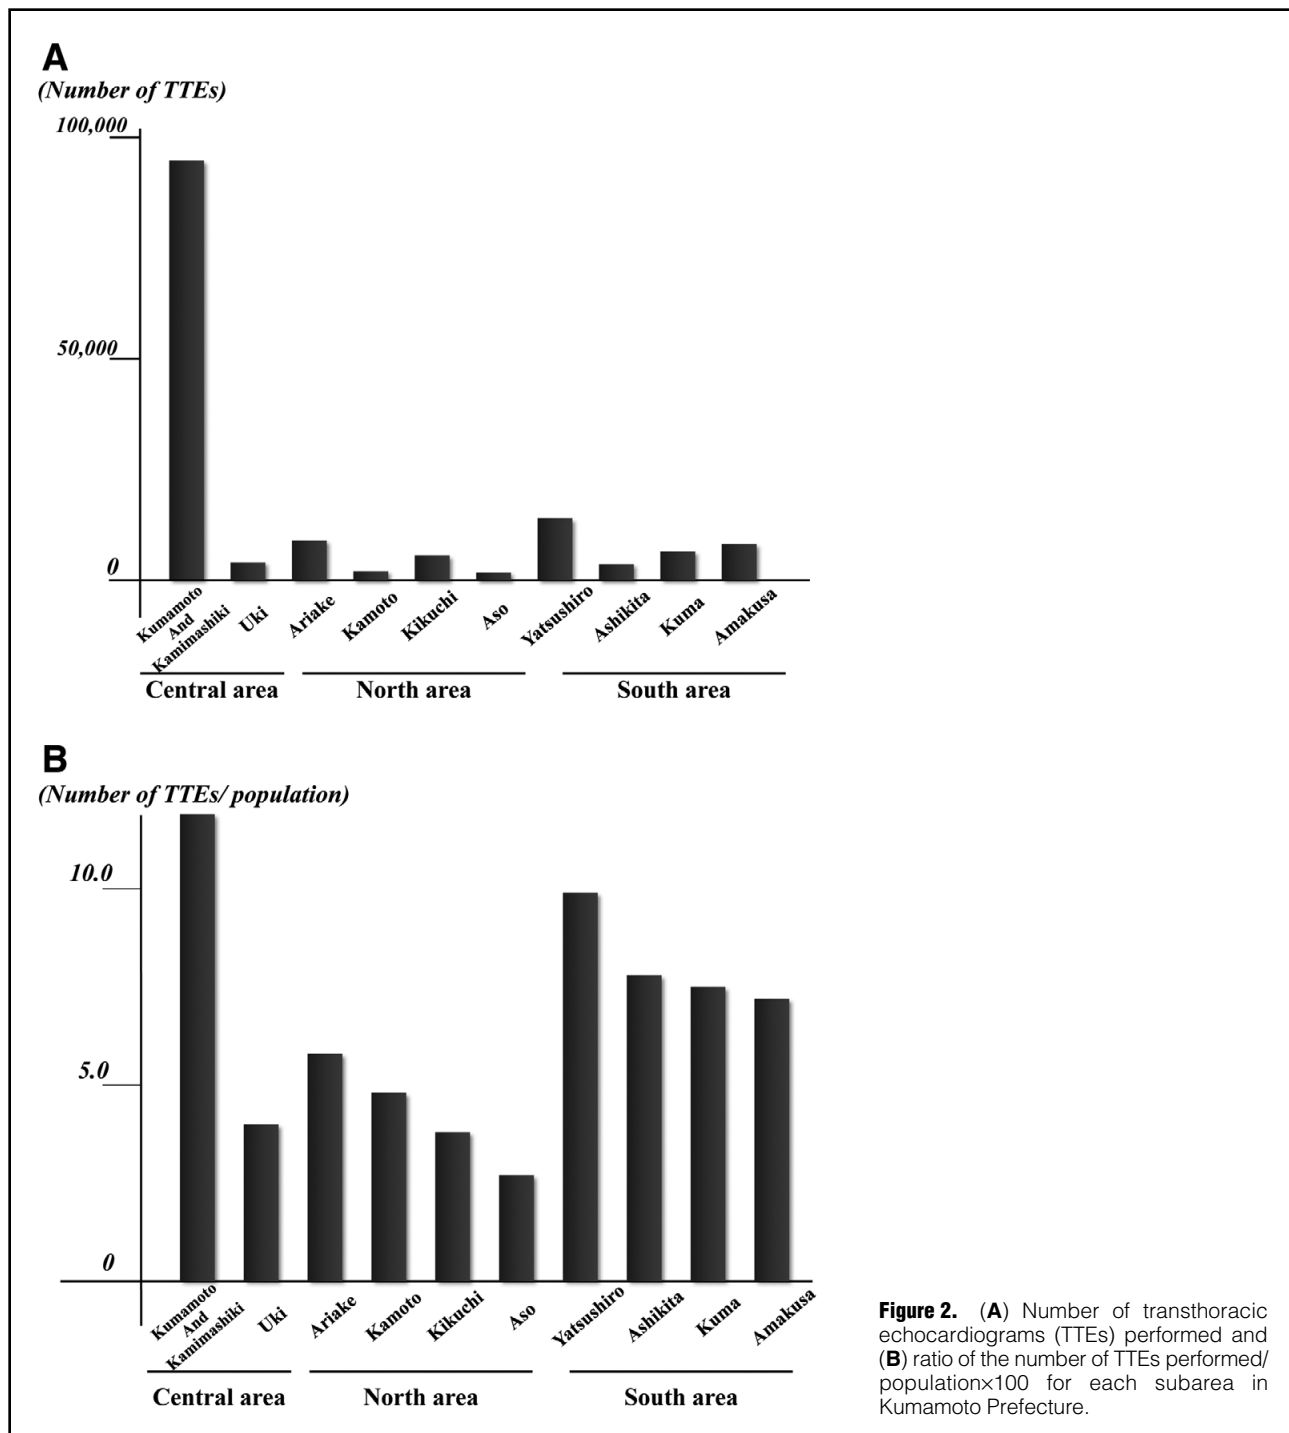 A
(Number of TTEs)
100,000
50,000
0
Kumamoto
And
Kamimashiki
Uki
Ariake
Kamoto
Kikuchi
Aso
Yatsushiro
Ashikita
Kuma
Amakusa
Central area
North area
South area
B
(Number of TTEs/ population)
10.0
5.0
0
Kumamoto
And
Kamimashiki
Uki
Ariake
Kamoto
Kikuchi
Aso
Yatsushiro
Ashikita
Kuma
Amakusa
Central area
North area
South area
Figure 2. (A) Number of transthoracic
echocardiograms (TTEs) performed and
(B) ratio of the number of TTEs performed/
population×100 for each subarea in
Kumamoto Prefecture.